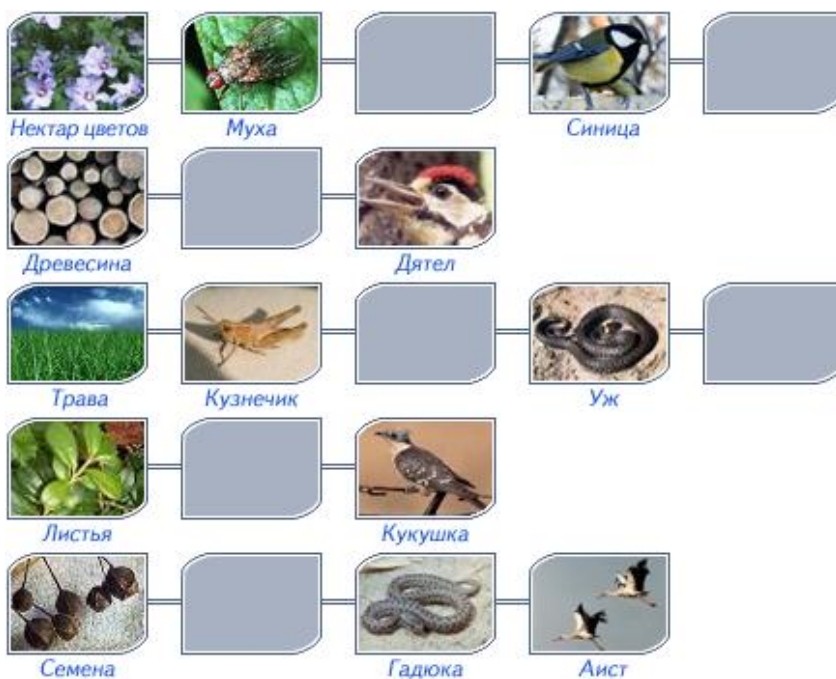 Нектар цветов Муха Синица
Древесина Дятел
Трава Кузнечик Уж
Листья Кукушка
Семена Гадюка Аист